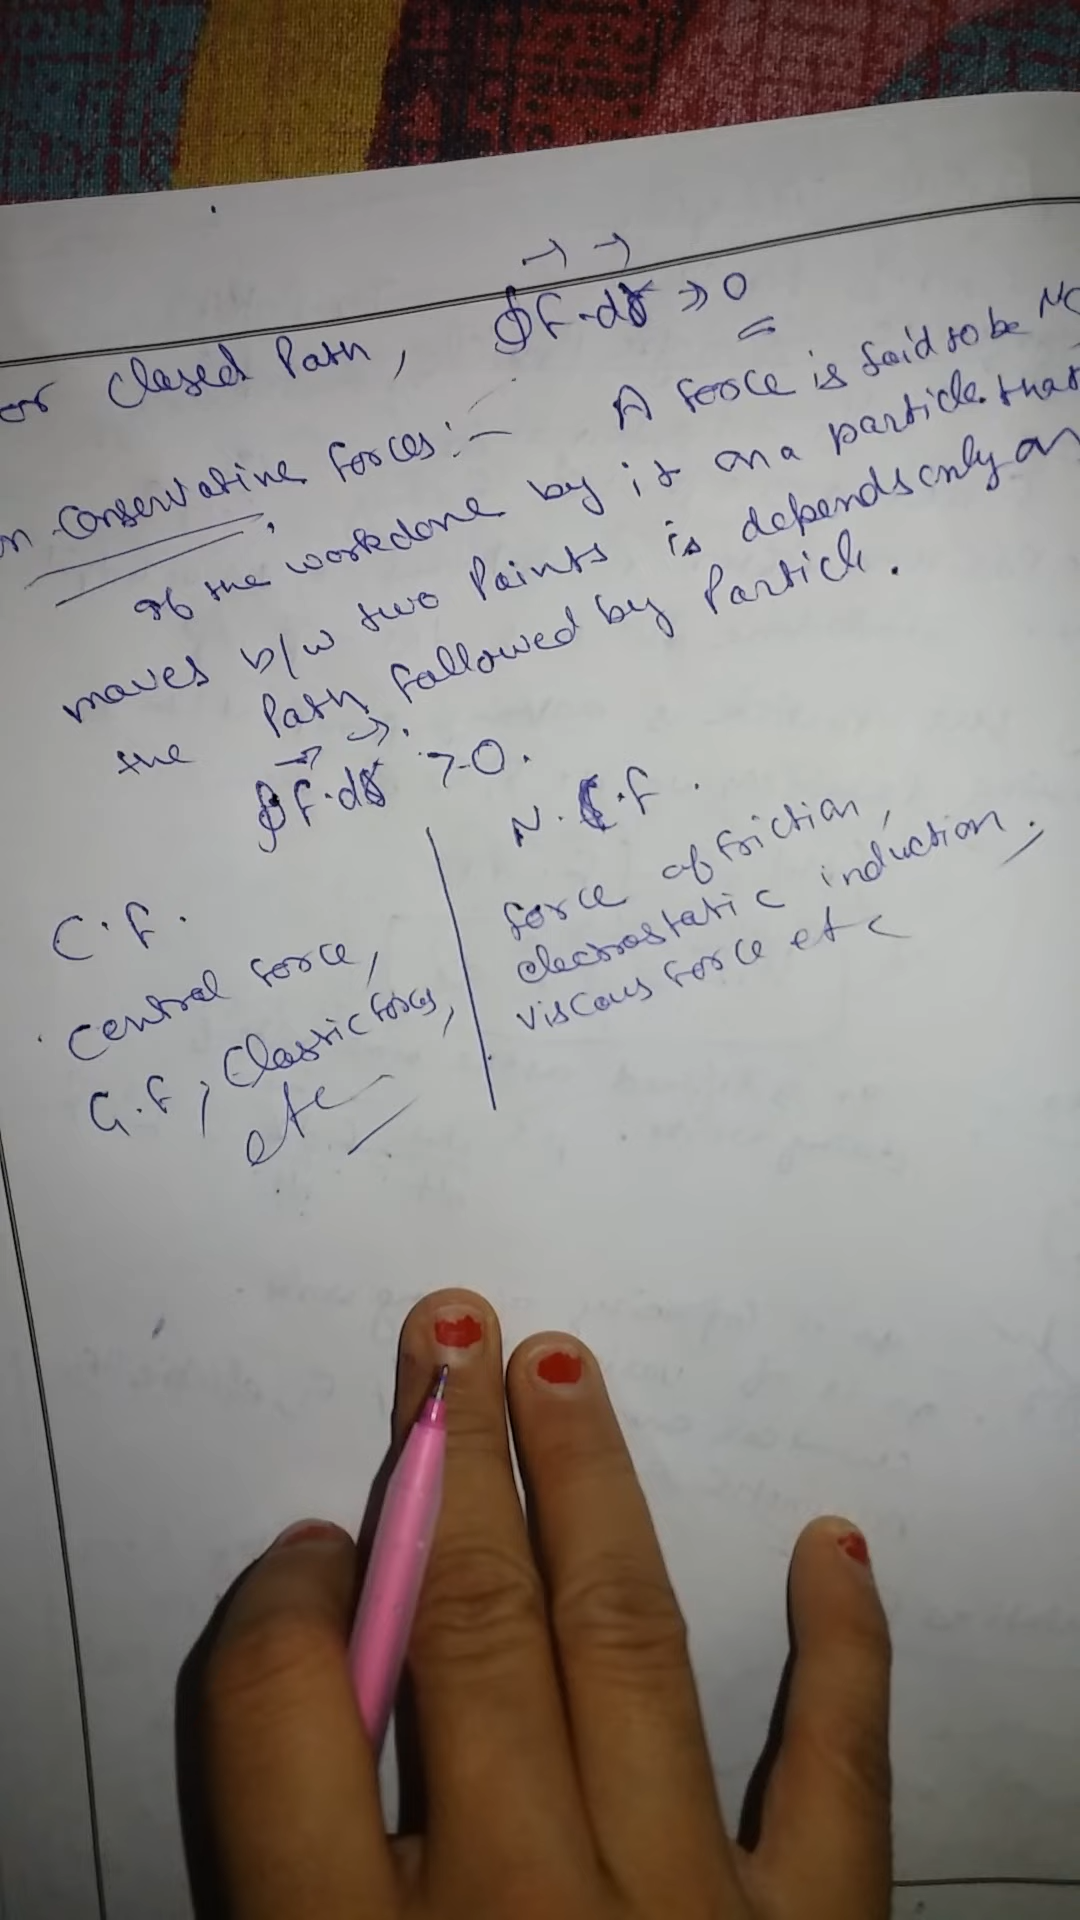 or Closed Path, ∮F⃗.dr⃗ ⇒ 0
n-Conservative Forces:- A force is said to be NC
If the workdone by it on a particle that
moves b/w two Points is depends only on
the Path followed by Particle.
∮F⃗.dr⃗ > 0.
C.F.
Central force,
G.F, Elastic forces,
etc
N.C.F.
force of friction,
electrostatic induction.
viscous force etc